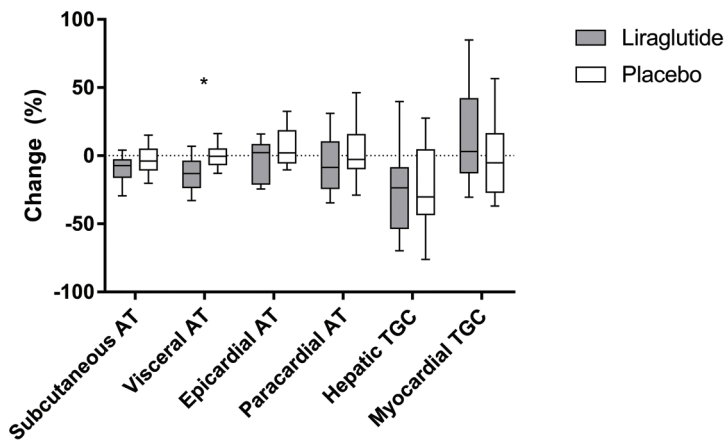 100
50
0
-50
-100
Change (%)
*
Subcutaneous AT
Visceral AT
Epicardial AT
Paracardial AT
Hepatic TGC
Myocardial TGC
Liraglutide
Placebo